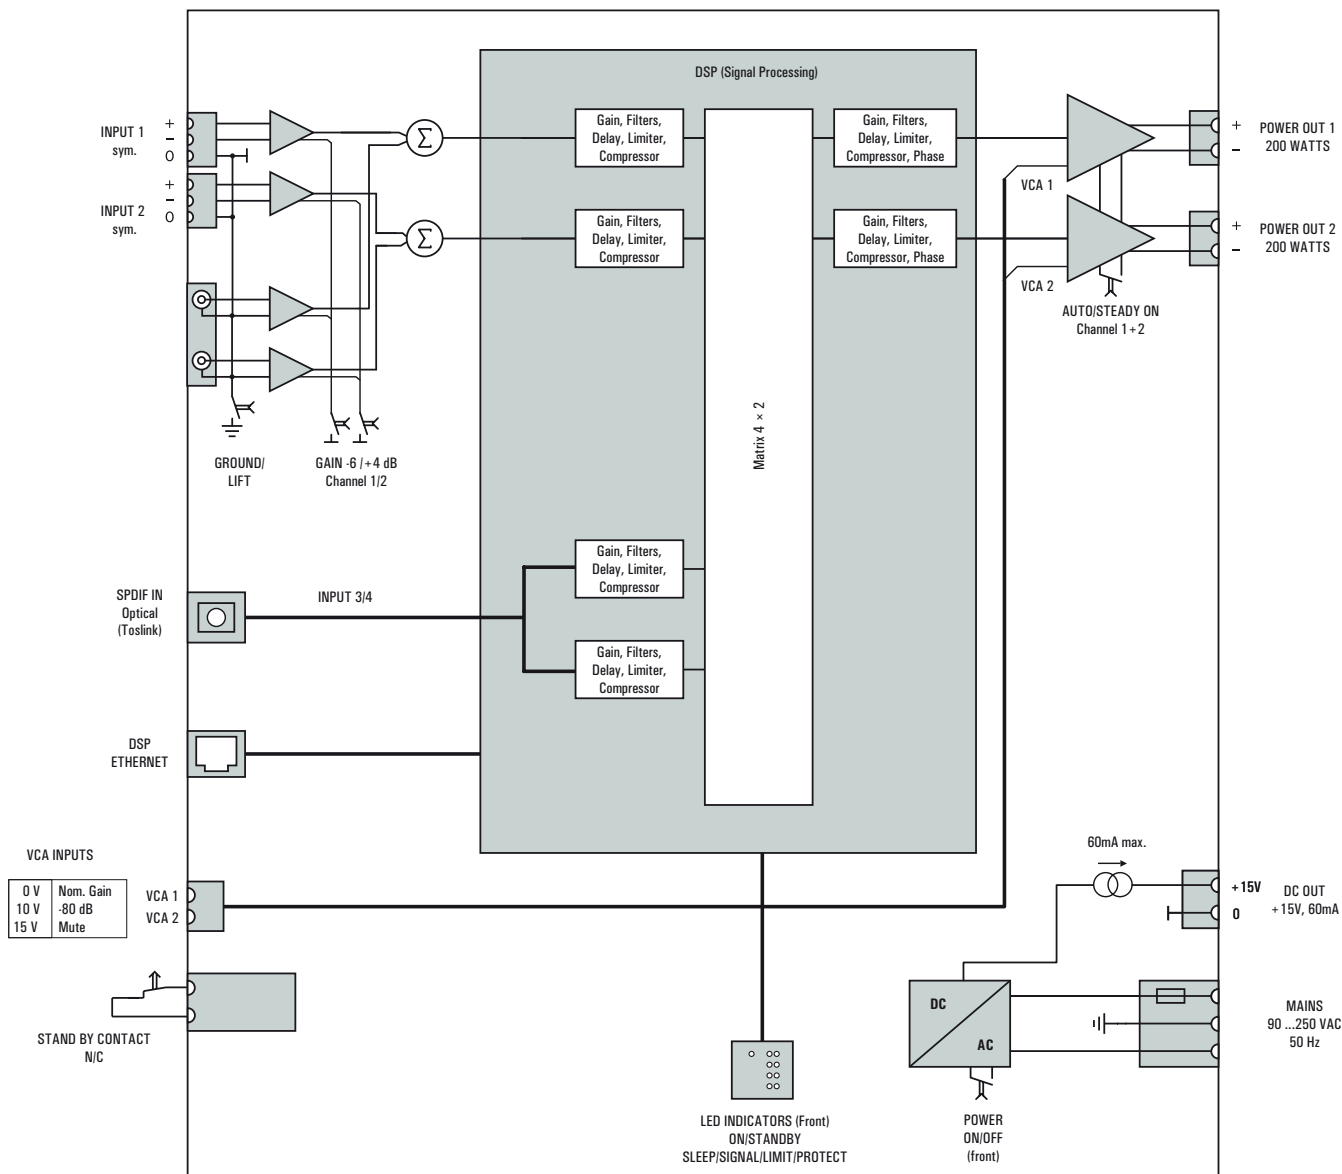 DSP (Signal Processing)
INPUT 1
sym.
+
–
0
INPUT 2
sym.
+
–
0
Σ
Σ
Gain, Filters,
Delay, Limiter,
Compressor
Gain, Filters,
Delay, Limiter,
Compressor
Matrix 4 × 2
Gain, Filters,
Delay, Limiter,
Compressor, Phase
Gain, Filters,
Delay, Limiter,
Compressor, Phase
VCA 1
VCA 2
+
–
POWER OUT 1
200 WATTS
+
–
POWER OUT 2
200 WATTS
AUTO/STEADY ON
Channel 1+2
GROUND/
LIFT
GAIN -6 /+4 dB
Channel 1/2
SPDIF IN
Optical
(Toslink)
INPUT 3/4
Gain, Filters,
Delay, Limiter,
Compressor
Gain, Filters,
Delay, Limiter,
Compressor
DSP
ETHERNET
VCA INPUTS
0 V Nom. Gain
10 V -80 dB
15 V Mute
VCA 1
VCA 2
60mA max.
+15V
0
DC OUT
+15V, 60mA
STAND BY CONTACT
N/C
DC
AC
MAINS
90 ...250 VAC
50 Hz
LED INDICATORS (Front)
ON/STANDBY
SLEEP/SIGNAL/LIMIT/PROTECT
POWER
ON/OFF
(front)